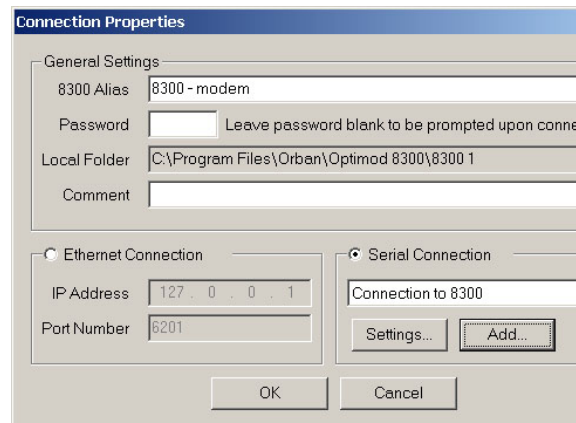 Connection Properties
General Settings
8300 Alias 8300 - modem
Password Leave password blank to be prompted upon conne
Local Folder C:\Program Files\Orban\Optimod 8300\8300 1
Comment
Ethernet Connection
IP Address 127 . 0 . 0 . 1
Port Number 6201
Serial Connection
Connection to 8300
Settings... Add...
OK Cancel